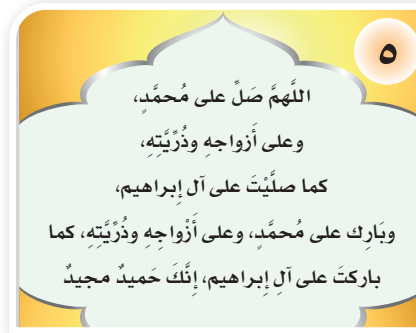 ٥
اللَّهمَّ صَلِّ على مُحمَّدٍ،
وعلى أَزواجهِ وذُرِّيَّتِهِ،
كما صلَّيْتَ على آل إبراهيم،
وبَارِك على مُحمَّدٍ، وعلى أَزْواجِهِ وذُرِّيَّتِهِ، كما
باركتَ على آلِ إبراهيم، إنَّكَ حَميدٌ مجيدٌ